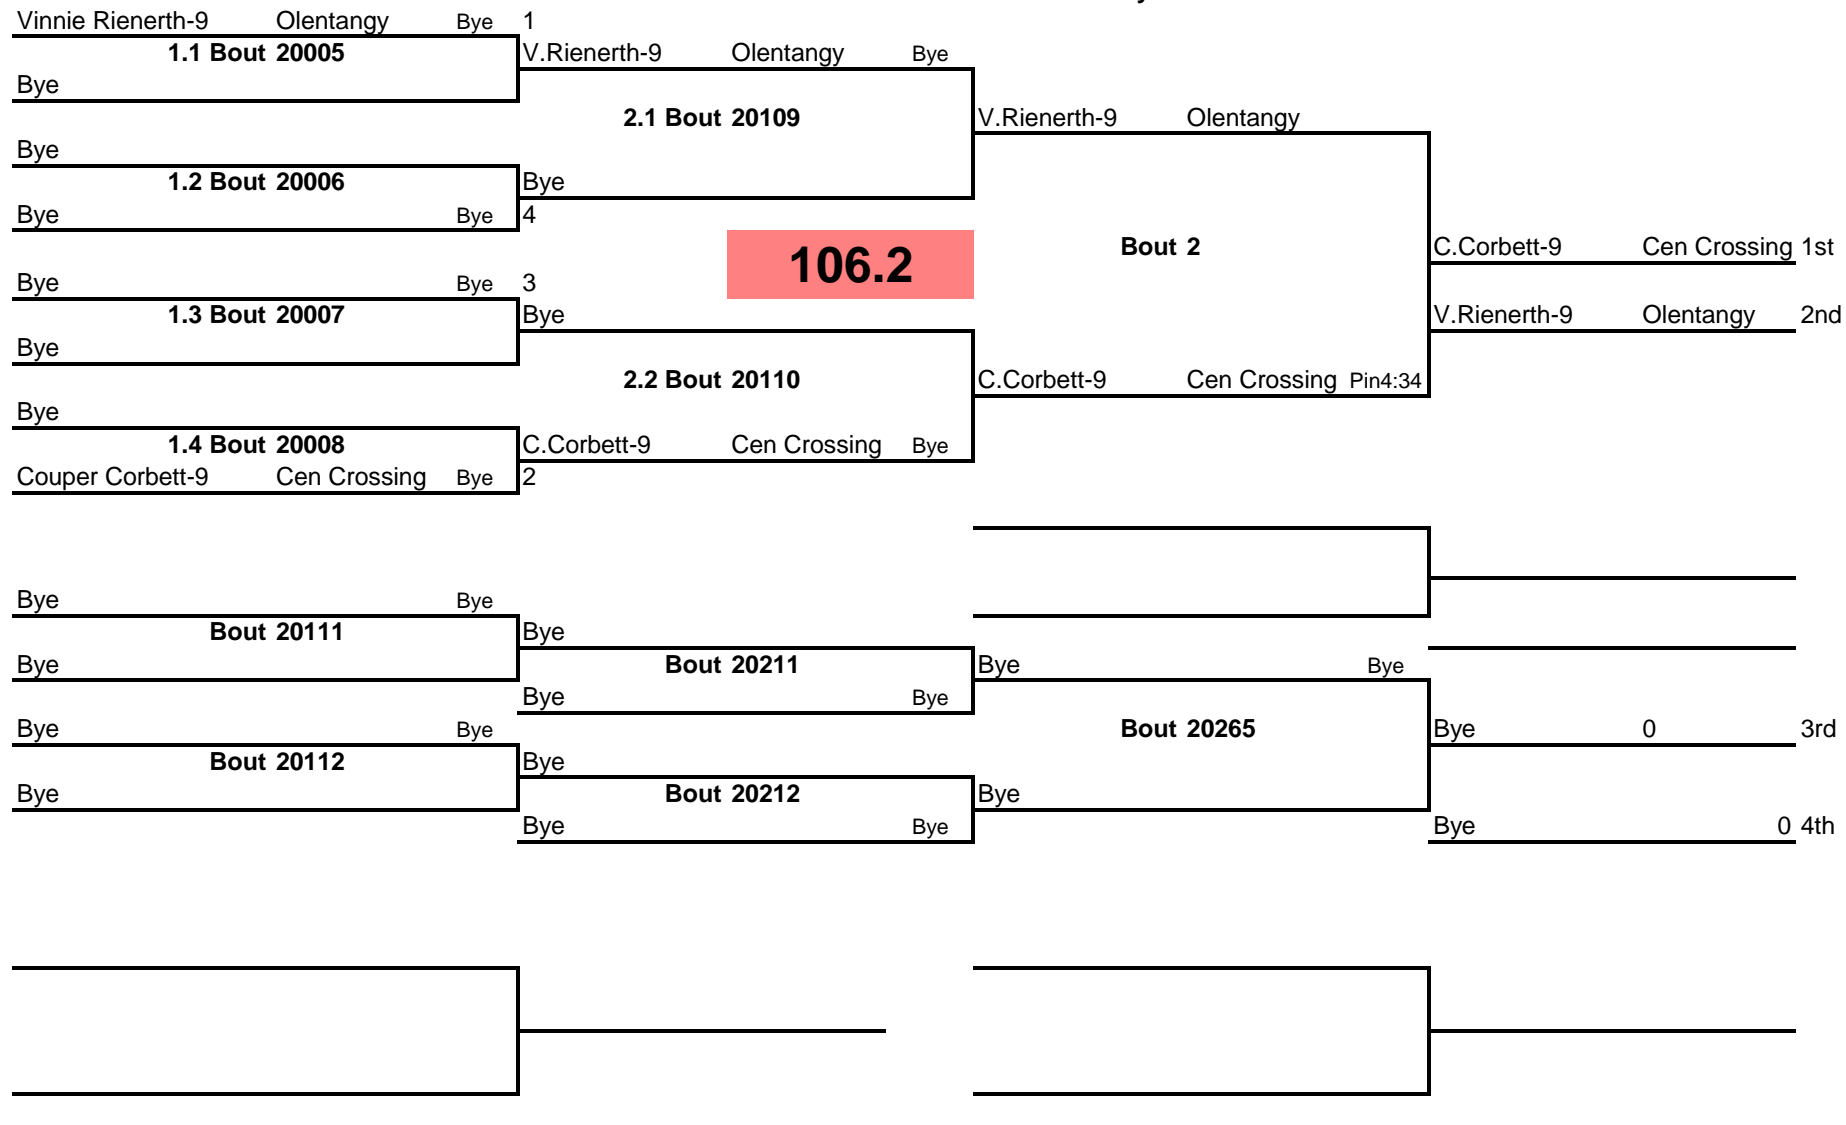 Vinnie Rienerth-9 Olentangy Bye 1
1.1 Bout 20005 V.Rienerth-9 Olentangy Bye
Bye
2.1 Bout 20109 V.Rienerth-9 Olentangy
Bye
1.2 Bout 20006 Bye
Bye Bye 4
106.2 Bout 2 C.Corbett-9 Cen Crossing 1st
Bye Bye 3
1.3 Bout 20007 Bye V.Rienerth-9 Olentangy 2nd
Bye
2.2 Bout 20110 C.Corbett-9 Cen Crossing Pin4:34
Bye
1.4 Bout 20008 C.Corbett-9 Cen Crossing Bye
Couper Corbett-9 Cen Crossing Bye 2
Bye Bye
Bout 20111 Bye
Bye Bout 20211 Bye Bye
Bye Bye
Bye Bye Bout 20265 Bye 0 3rd
Bout 20112 Bye
Bye Bout 20212 Bye
Bye Bye Bye 0 4th